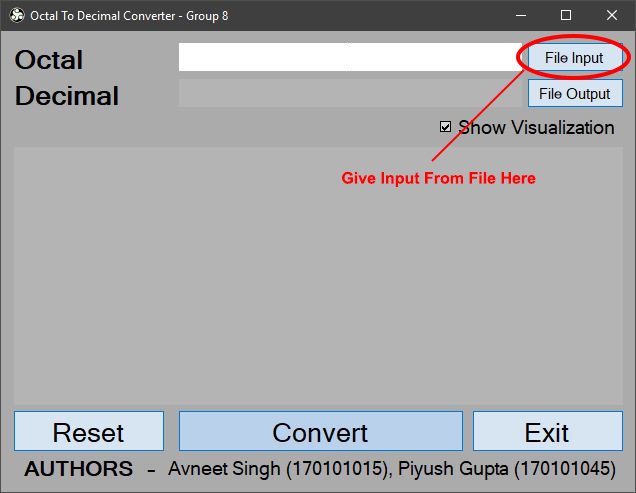 Octal To Decimal Converter - Group 8
Octal
File Input
Decimal
File Output
Show Visualization
Give Input From File Here
Reset
Convert
Exit
AUTHORS - Avneet Singh (170101015), Piyush Gupta (170101045)